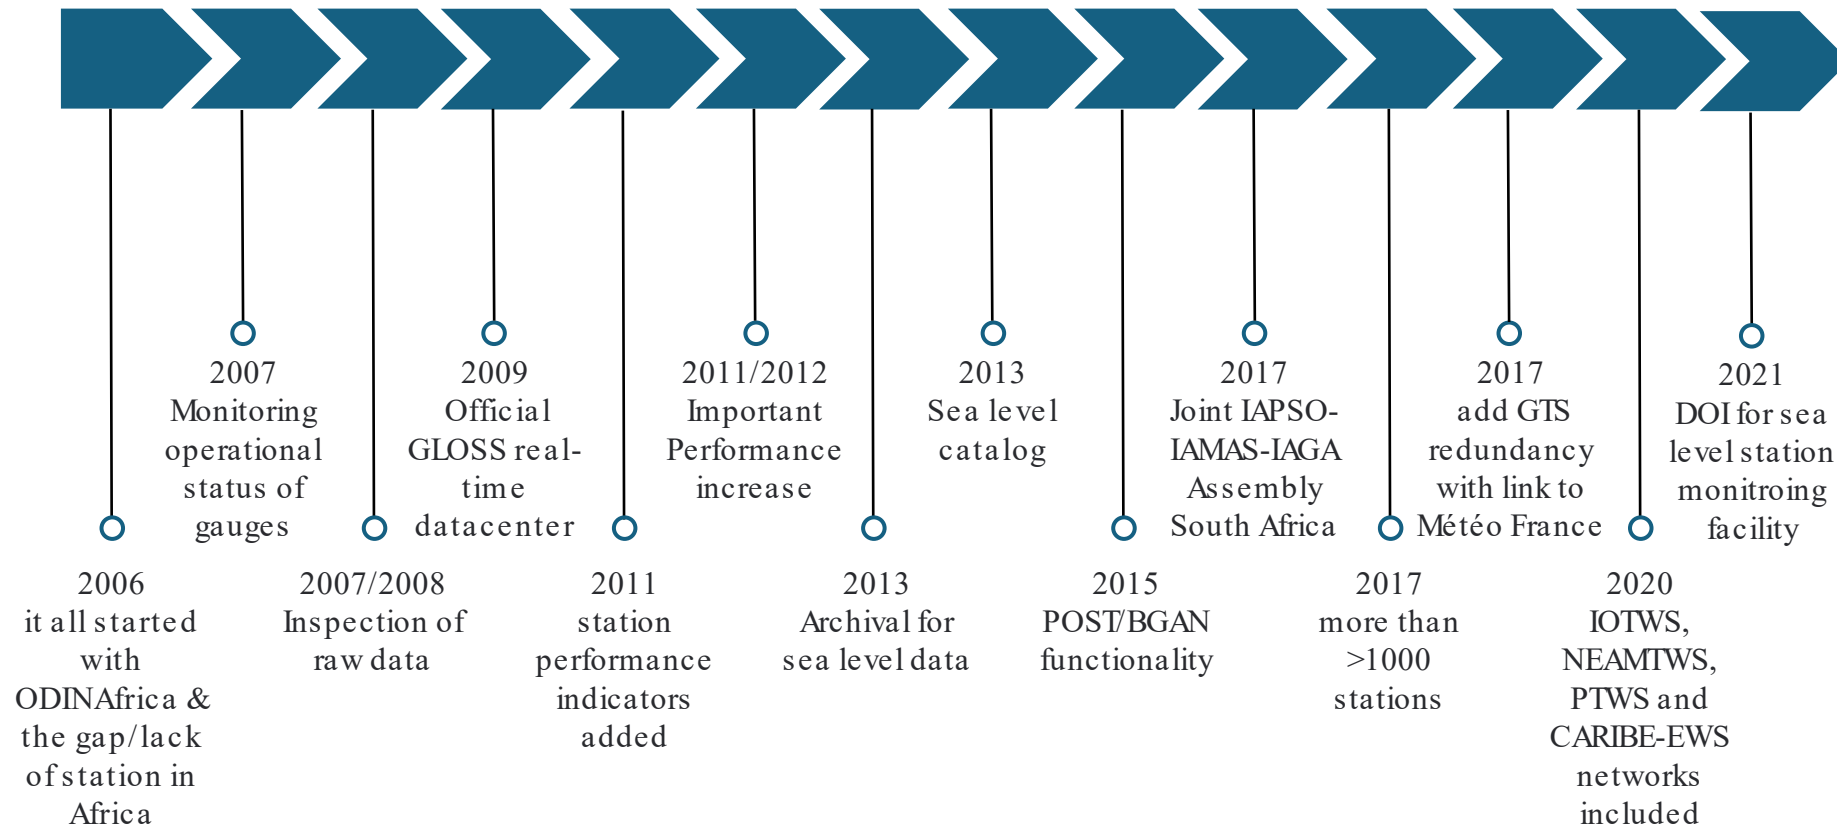 2006
it all started
with
ODINAfrica &
the gap/lack
of station in
Africa
2007
Monitoring
operational
status of
gauges
2007/2008
Inspection of
raw data
2009
Official
GLOSS real-
time
datacenter
2011
station
performance
indicators
added
2011/2012
Important
Performance
increase
2013
Archival for
sea level data
2013
Sea level
catalog
2015
POST/BGAN
functionality
2017
Joint IAPSO-
IAMAS-IAGA
Assembly
South Africa
2017
more than
>1000
stations
2017
add GTS
redundancy
with link to
Météo France
2020
IOTWS,
NEAMTWS,
PTWS and
CARIBE-EWS
networks
included
2021
DOI for sea
level station
monitroing
facility